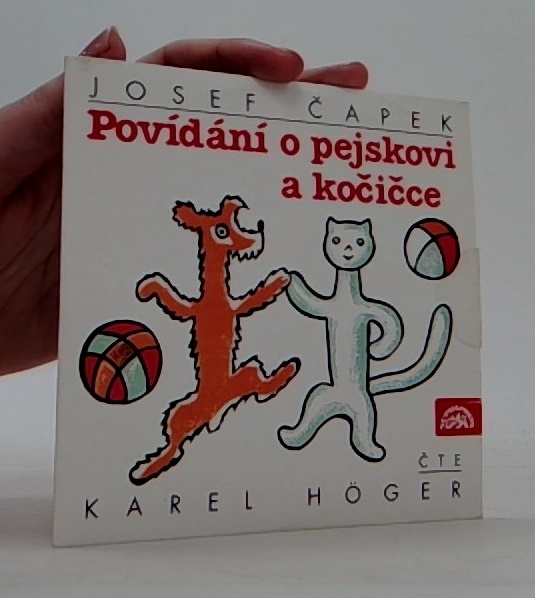 JOSEF ČAPEK
Povídání o pejskovi
a kočičce
ČTE
KAREL HÖGER